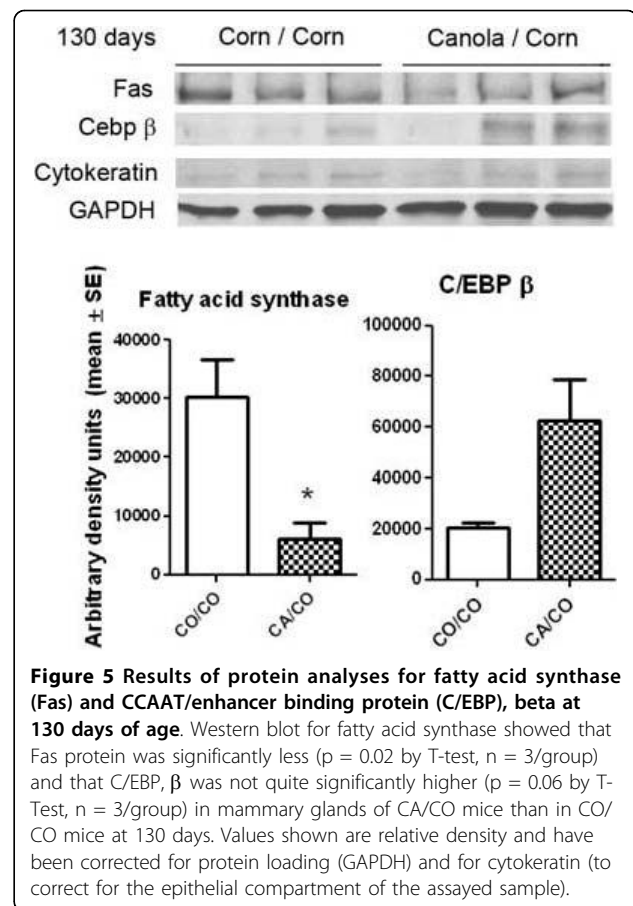 130 days Corn / Corn Canola / Corn
Fas
Cebp β
Cytokeratin
GAPDH
Arbitrary density units (mean ± SE)
Fatty acid synthase
40000
30000
20000
10000
0
*
CO/CO CA/CO
C/EBP β
100000
80000
60000
40000
20000
0
CO/CO CA/CO
Figure 5 Results of protein analyses for fatty acid synthase
(Fas) and CCAAT/enhancer binding protein (C/EBP), beta at
130 days of age. Western blot for fatty acid synthase showed that
Fas protein was significantly less (p = 0.02 by T-test, n = 3/group)
and that C/EBP, β was not quite significantly higher (p = 0.06 by T-
Test, n = 3/group) in mammary glands of CA/CO mice than in CO/
CO mice at 130 days. Values shown are relative density and have
been corrected for protein loading (GAPDH) and for cytokeratin (to
correct for the epithelial compartment of the assayed sample).